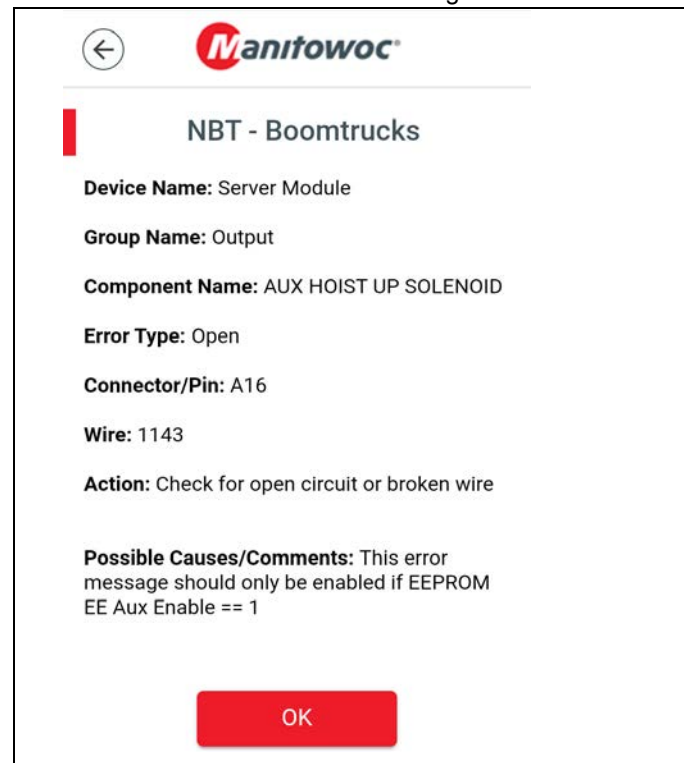 Manitowoc
NBT - Boomtrucks
Device Name: Server Module
Group Name: Output
Component Name: AUX HOIST UP SOLENOID
Error Type: Open
Connector/Pin: A16
Wire: 1143
Action: Check for open circuit or broken wire
Possible Causes/Comments: This error
message should only be enabled if EEPROM
EE Aux Enable == 1
OK